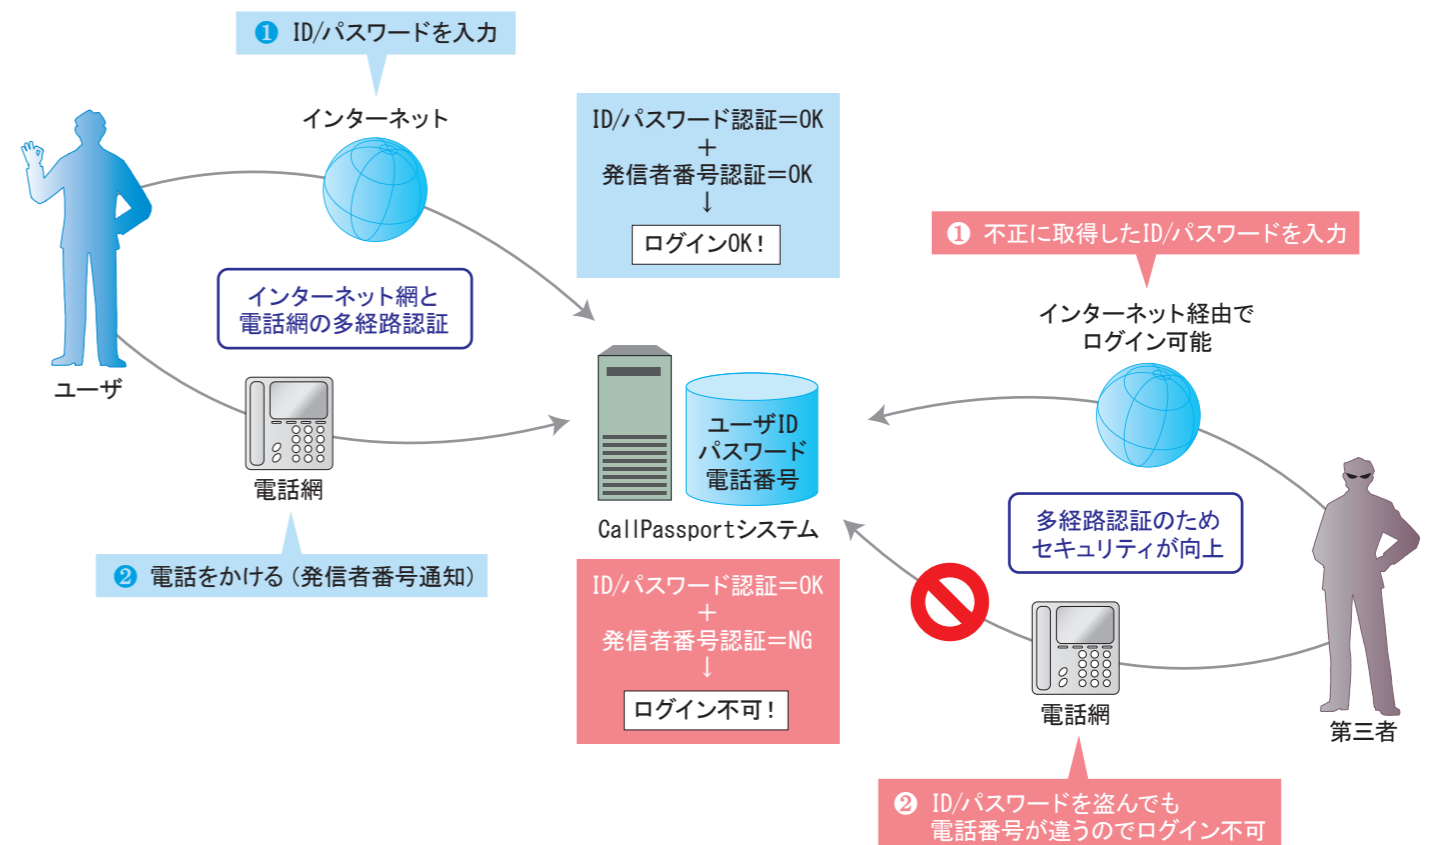 ❶ ID/パスワードを入力
インターネット
インターネット網と
電話網の多経路認証
ユーザ
電話網
❷ 電話をかける(発信者番号通知)
ID/パスワード認証=OK
+
発信者番号認証=OK
↓
ログインOK!
ユーザID
パスワード
電話番号
CallPassportシステム
ID/パスワード認証=OK
+
発信者番号認証=NG
↓
ログイン不可!
❶ 不正に取得したID/パスワードを入力
インターネット経由で
ログイン可能
多経路認証のため
セキュリティが向上
電話網
第三者
❷ ID/パスワードを盗んでも
電話番号が違うのでログイン不可